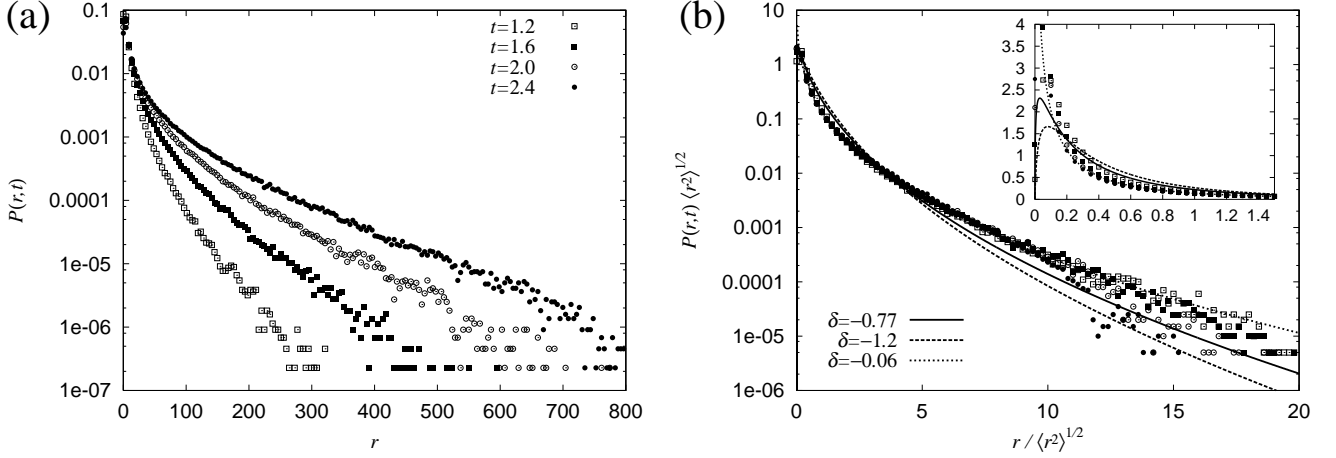 (a)
0.1
0.01
0.001
0.0001
1e-05
1e-06
1e-07
P(r,t)
0 100 200 300 400 500 600 700 800
r
t=1.2
t=1.6
t=2.0
t=2.4
(b)
10
1
0.1
0.01
0.001
0.0001
1e-05
1e-06
P(r,t) ⟨r²⟩^1/2
0 5 10 15 20
r / ⟨r²⟩^1/2
δ=−0.77
δ=−1.2
δ=−0.06
4
3.5
3
2.5
2
1.5
1
0.5
0
0 0.2 0.4 0.6 0.8 1 1.2 1.4